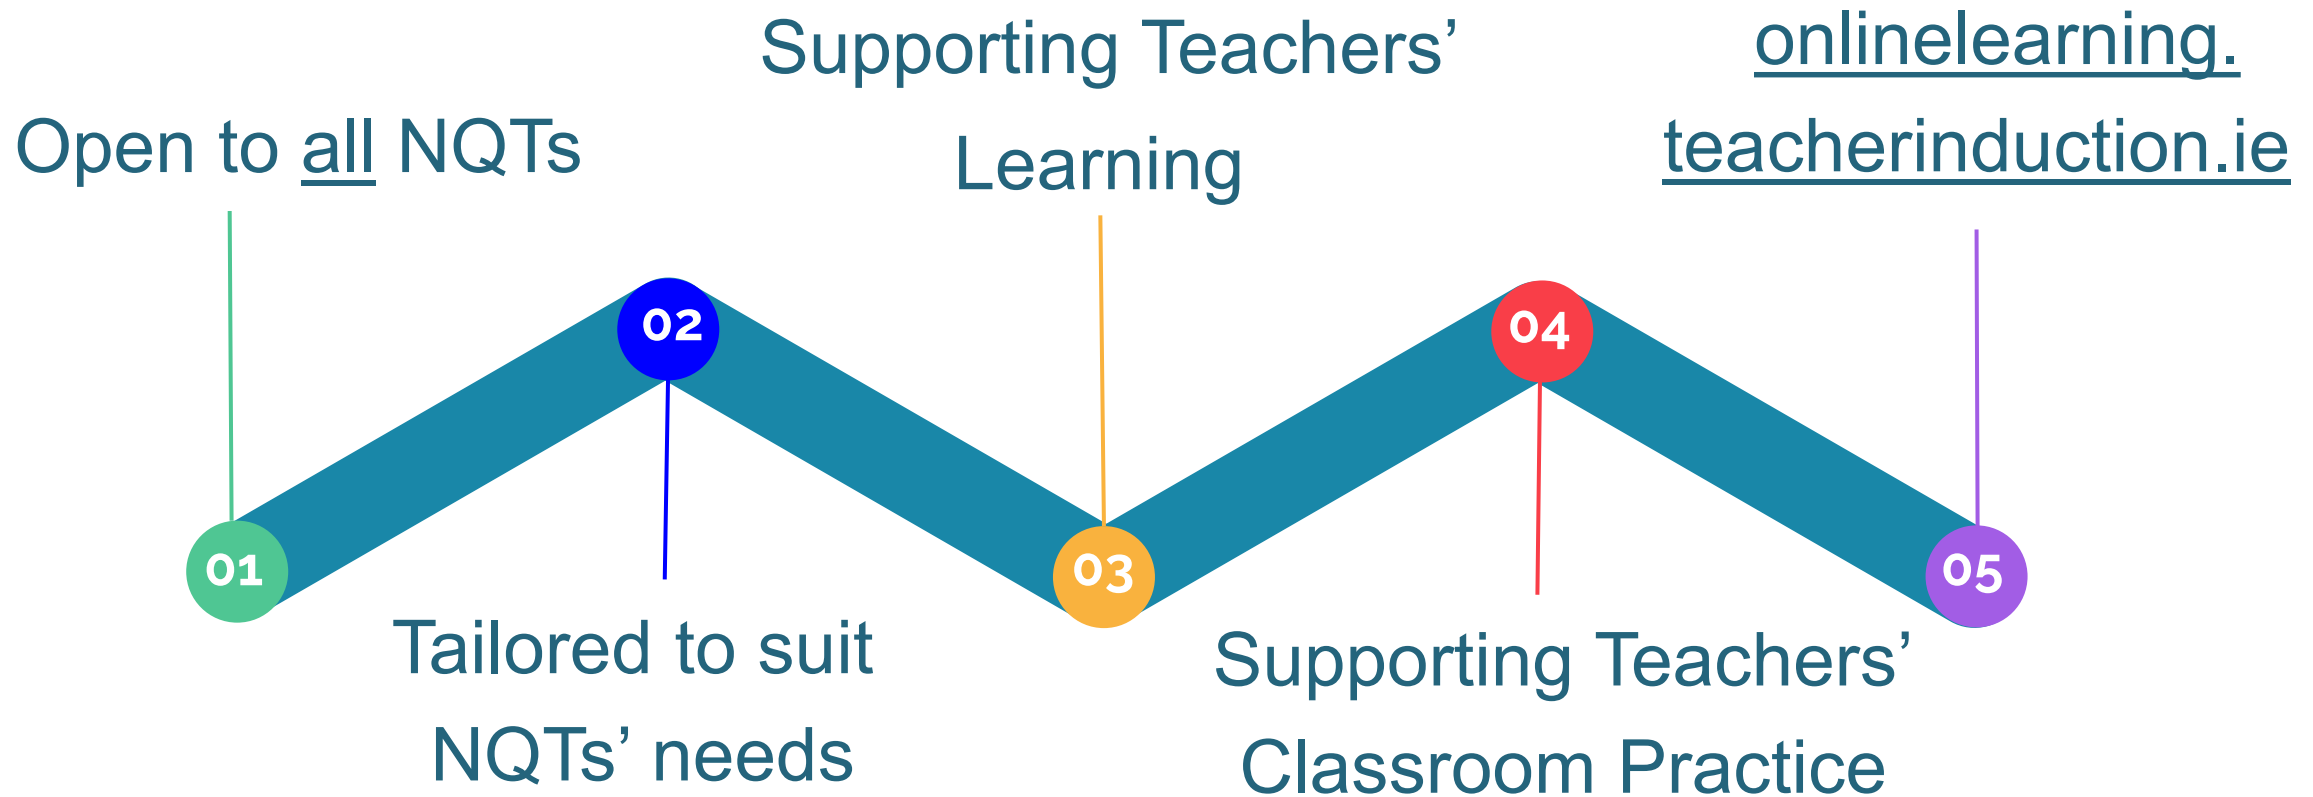 Open to all NQTs
01
02
Tailored to suit
NQTs’ needs
Supporting Teachers’
Learning
03
04
Supporting Teachers’
Classroom Practice
onlinelearning.
teacherinduction.ie
05